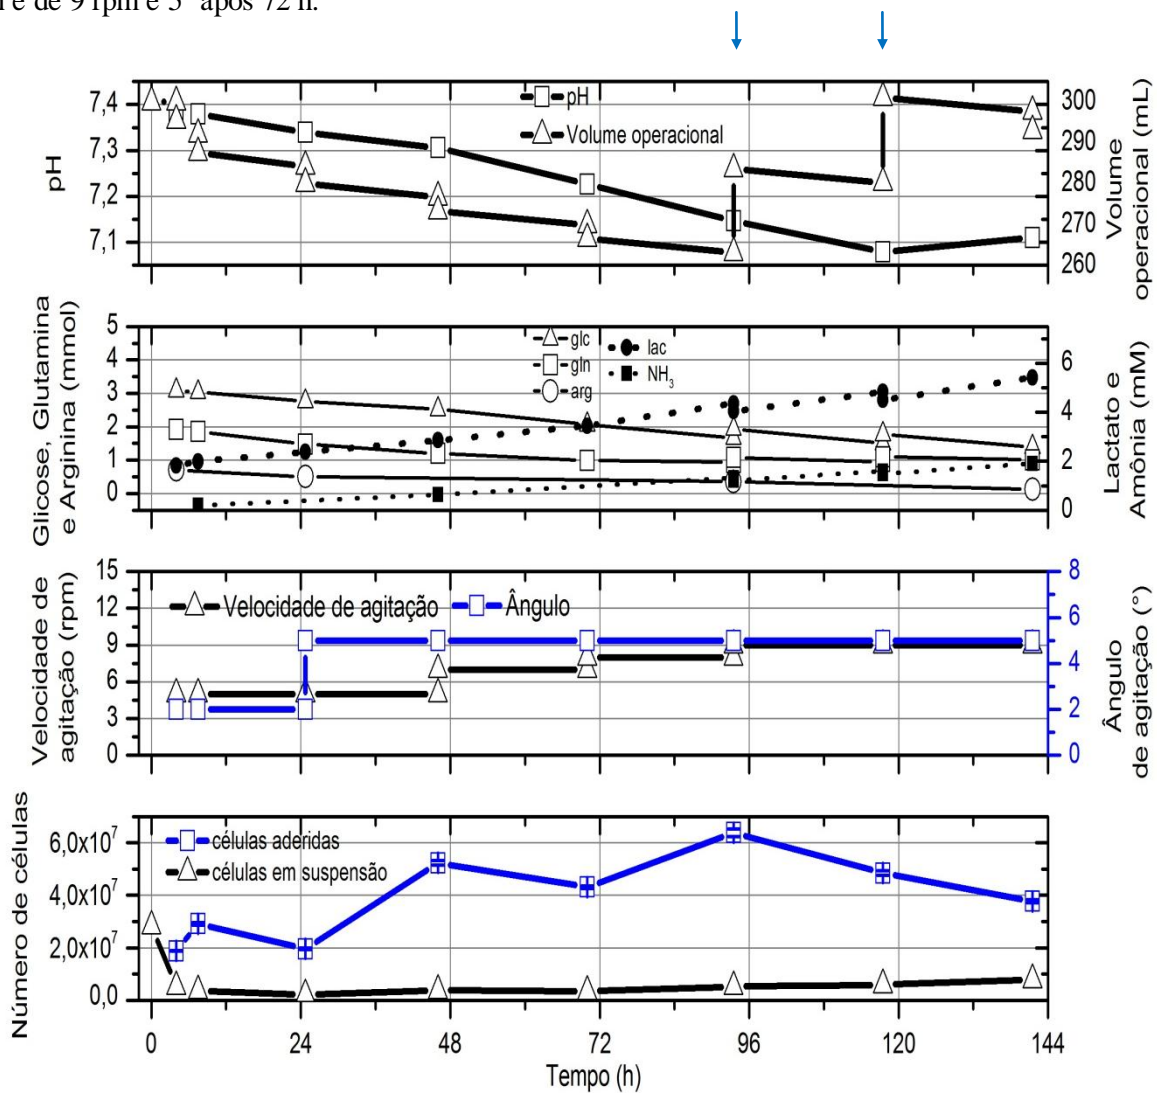 de 9 rpm e 5° após 72 h.
pH
Volume operacional
7,4
7,3
7,2
7,1
pH
300
290
280
270
260
Volume
operacional (mL)
glc
gln
arg
lac
NH3
5
4
3
2
1
0
Glicose, Glutamina
e Arginina (mmol)
6
4
2
0
Lactato e
Amônia (mM)
Velocidade de agitação
Ângulo
15
12
9
6
3
0
Velocidade de
agitação (rpm)
8
6
4
2
0
Ângulo
de agitação (°)
células aderidas
células em suspensão
6,0x10^7
4,0x10^7
2,0x10^7
0,0
Número de células
0 24 48 72 96 120 144
Tempo (h)